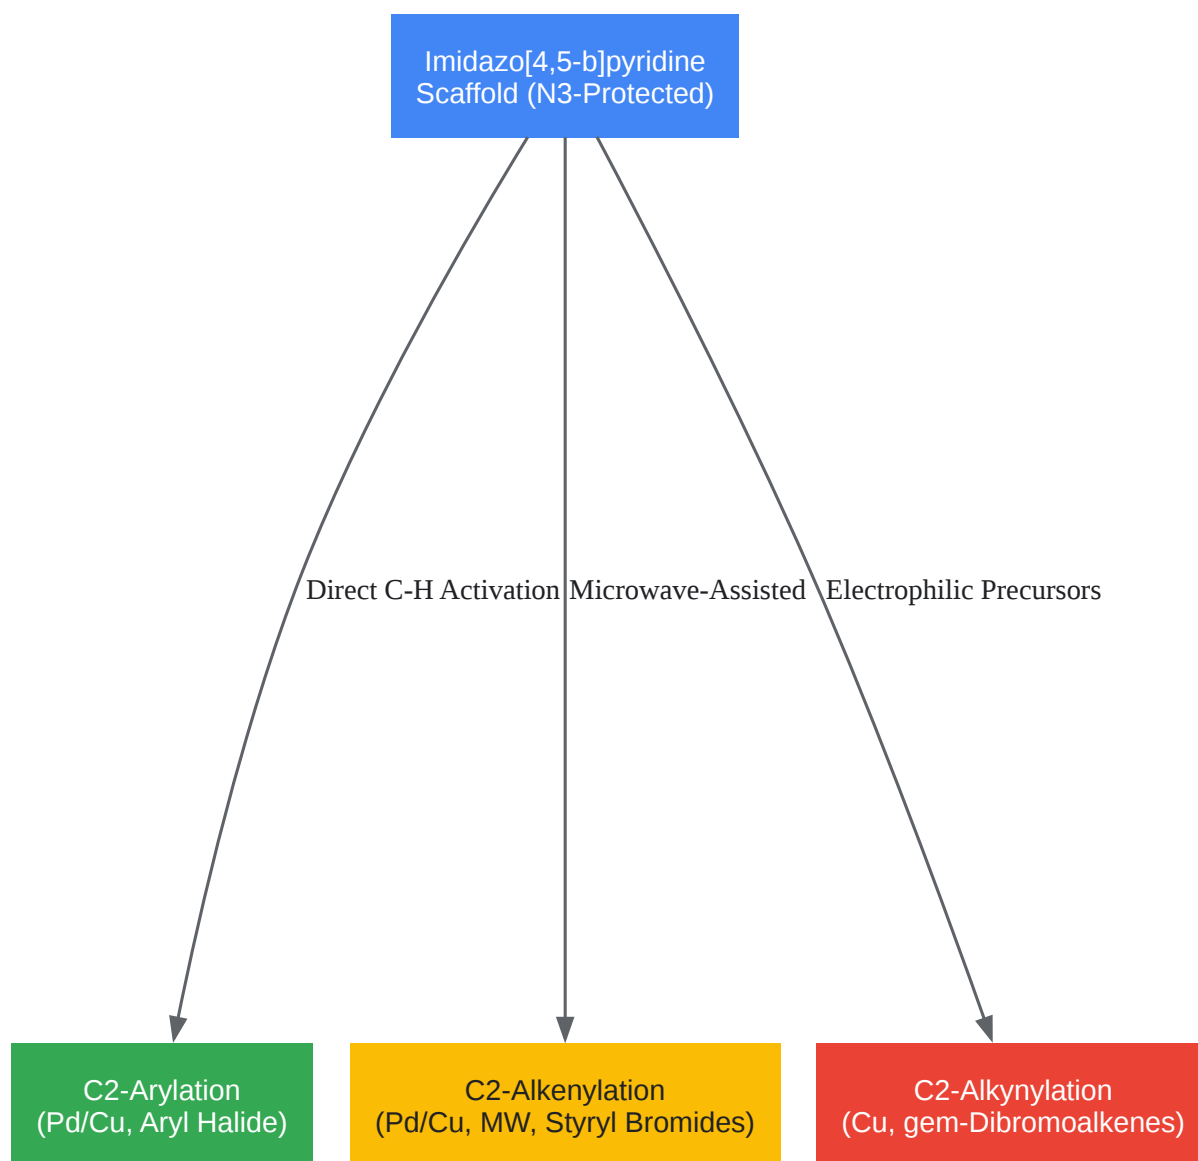 Imidazo[4,5-b]pyridine
Scaffold (N3-Protected)
Direct C-H Activation
Microwave-Assisted
Electrophilic Precursors
C2-Arylation
(Pd/Cu, Aryl Halide)
C2-Alkenylation
(Pd/Cu, MW, Styryl Bromides)
C2-Alkynylation
(Cu, gem-Dibromoalkenes)